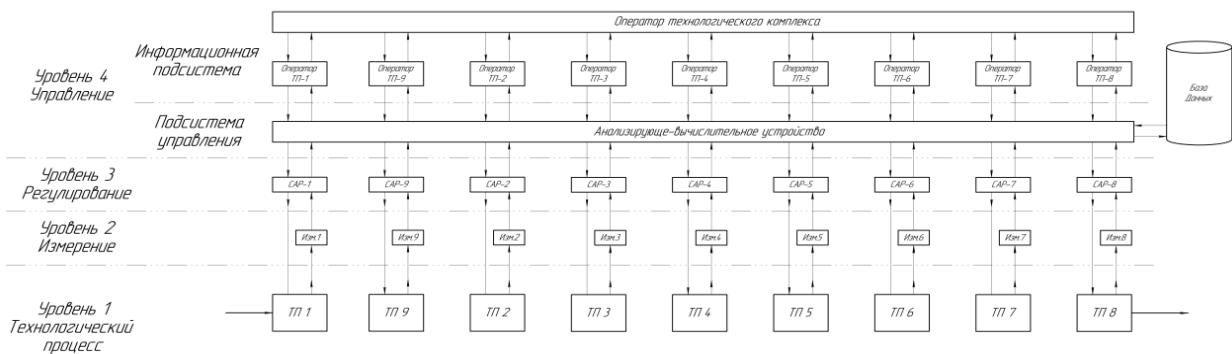 Оператор технологического комплекса
Информационная
подсистема
Уровень 4
Управление
Оператор
ТП-1
Оператор
ТП-9
Оператор
ТП-2
Оператор
ТП-3
Оператор
ТП-4
Оператор
ТП-5
Оператор
ТП-6
Оператор
ТП-7
Оператор
ТП-8
База
Данных
Подсистема
управления
Анализирующе-вычислительное устройство
Уровень 3
Регулирование
САР-1
САР-9
САР-2
САР-3
САР-4
САР-5
САР-6
САР-7
САР-8
Уровень 2
Измерение
Изм.1
Изм.9
Изм.2
Изм.3
Изм.4
Изм.5
Изм.6
Изм.7
Изм.8
Уровень 1
Технологический
процесс
ТП 1
ТП 9
ТП 2
ТП 3
ТП 4
ТП 5
ТП 6
ТП 7
ТП 8